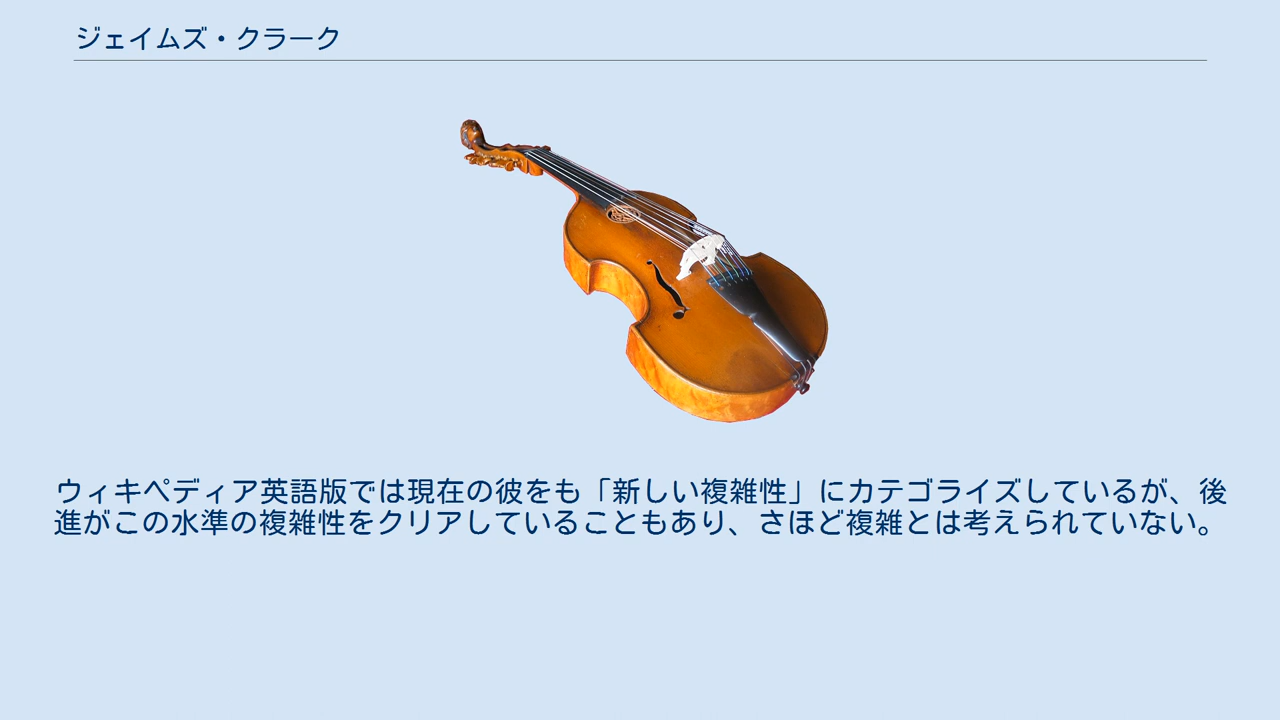 ジェイムズ・クラーク
ウィキペディア英語版では現在の彼をも「新しい複雑性」にカテゴライズしているが、後
進がこの水準の複雑性をクリアしていることもあり、さほど複雑とは考えられていない。